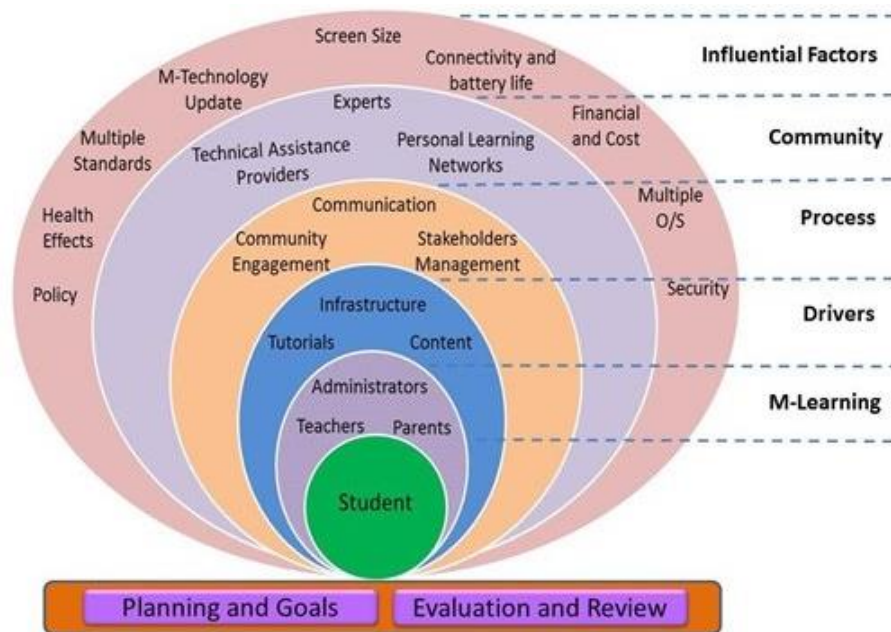 Screen Size
Connectivity and
battery life
Influential Factors
M-Technology
Update
Experts
Financial
and Cost
Community
Multiple
Standards
Technical Assistance
Providers
Personal Learning
Networks
Health
Effects
Communication
Multiple
O/S
Process
Community
Engagement
Stakeholders
Management
Policy
Security
Infrastructure
Drivers
Tutorials
Content
Administrators
M-Learning
Teachers
Parents
Student
Planning and Goals
Evaluation and Review